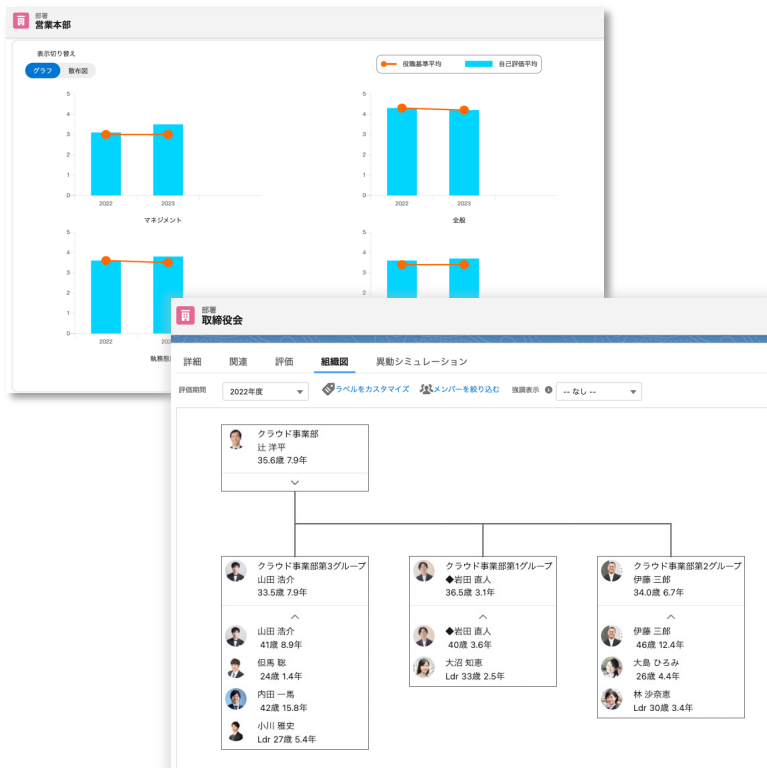 部署
営業本部
表示切り替え
グラフ
散布図
役職基準平均
自己評価平均
5
4
3
2
1
0
2022
2023
マネジメント
5
4
3
2
1
0
2022
2023
全般
5
4
3
2
1
0
2022
執務態
5
4
3
2
部署
取締役会
詳細
関連
評価
組織図
異動シミュレーション
評価期間
2022年度
ラベルをカスタマイズ
メンバーを絞り込む
強調表示
-- なし --
クラウド事業部
辻 洋平
35.6歳 7.9年
クラウド事業部第3グループ
山田 浩介
33.5歳 7.9年
山田 浩介
41歳 8.9年
但馬 聡
24歳 1.4年
内田 一馬
42歳 15.8年
小川 雅史
Ldr 27歳 5.4年
クラウド事業部第1グループ
◆岩田 直人
36.5歳 3.1年
◆岩田 直人
40歳 3.6年
大沼 知恵
Ldr 33歳 2.5年
クラウド事業部第2グループ
伊藤 三郎
34.0歳 6.7年
伊藤 三郎
46歳 12.4年
大島 ひろみ
26歳 4.4年
林 沙奈恵
Ldr 30歳 3.4年